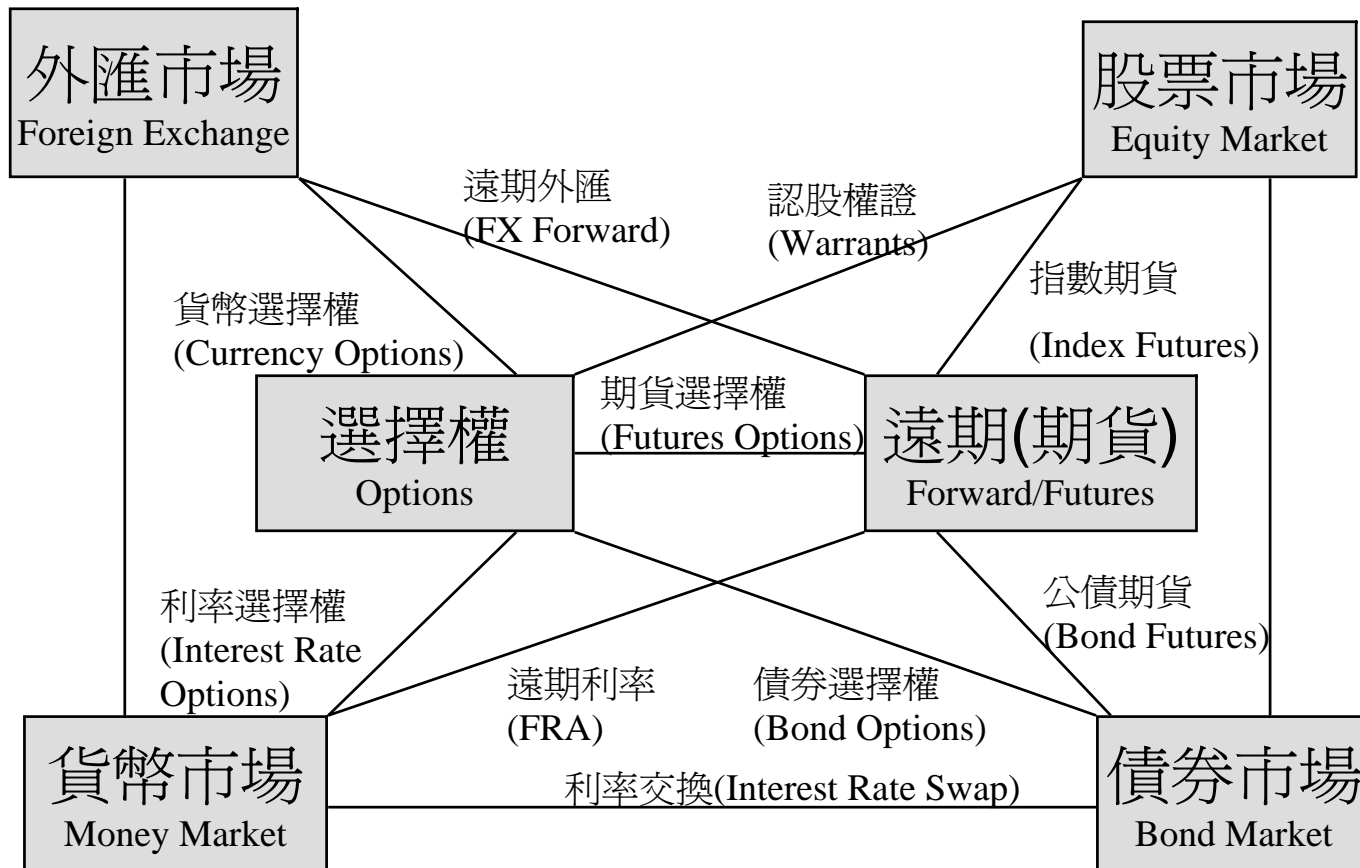 外匯市場
Foreign Exchange
股票市場
Equity Market
遠期外匯
(FX Forward)
認股權證
(Warrants)
貨幣選擇權
(Currency Options)
指數期貨
(Index Futures)
選擇權
Options
期貨選擇權
(Futures Options)
遠期(期貨)
Forward/Futures
利率選擇權
(Interest Rate
Options)
遠期利率
(FRA)
債券選擇權
(Bond Options)
公債期貨
(Bond Futures)
貨幣市場
Money Market
利率交換(Interest Rate Swap)
債券市場
Bond Market